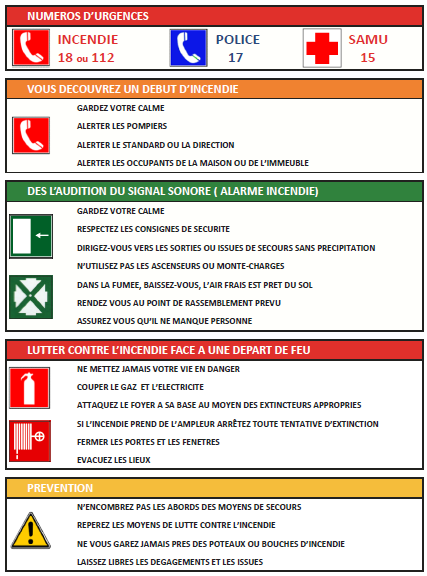 NUMEROS D'URGENCES
INCENDIE POLICE SAMU
18 ou 112 17 15
VOUS DECOUVREZ UN DEBUT D'INCENDIE
GARDEZ VOTRE CALME
ALERTER LES POMPIERS
ALERTER LE STANDARD OU LA DIRECTION
ALERTER LES OCCUPANTS DE LA MAISON OU DE L'IMMEUBLE
DES L'AUDITION DU SIGNAL SONORE ( ALARME INCENDIE)
GARDEZ VOTRE CALME
RESPECTEZ LES CONSIGNES DE SECURITE
DIRIGEZ-VOUS VERS LES SORTIES OU ISSUES DE SECOURS SANS PRECIPITATION
N'UTILISEZ PAS LES ASCENSEURS OU MONTE-CHARGES
DANS LA FUMEE, BAISSEZ-VOUS, L'AIR FRAIS EST PRET DU SOL
RENDEZ VOUS AU POINT DE RASSEMBLEMENT PREVU
ASSUREZ VOUS QU'IL NE MANQUE PERSONNE
LUTTER CONTRE L'INCENDIE FACE A UNE DEPART DE FEU
NE METTEZ JAMAIS VOTRE VIE EN DANGER
COUPER LE GAZ ET L'ELECTRICITE
ATTAQUEZ LE FOYER A SA BASE AU MOYEN DES EXTINCTEURS APPROPRIES
SI L'INCENDIE PREND DE L'AMPLEUR ARRÊTEZ TOUTE TENTATIVE D'EXTINCTION
FERMER LES PORTES ET LES FENETRES
EVACUEZ LES LIEUX
PREVENTION
N'ENCOMBREZ PAS LES ABORDS DES MOYENS DE SECOURS
REPEREZ LES MOYENS DE LUTTE CONTRE L'INCENDIE
NE VOUS GAREZ JAMAIS PRES DES POTEAUX OU BOUCHES D'INCENDIE
LAISSEZ LIBRES LES DEGAGEMENTS ET LES ISSUES